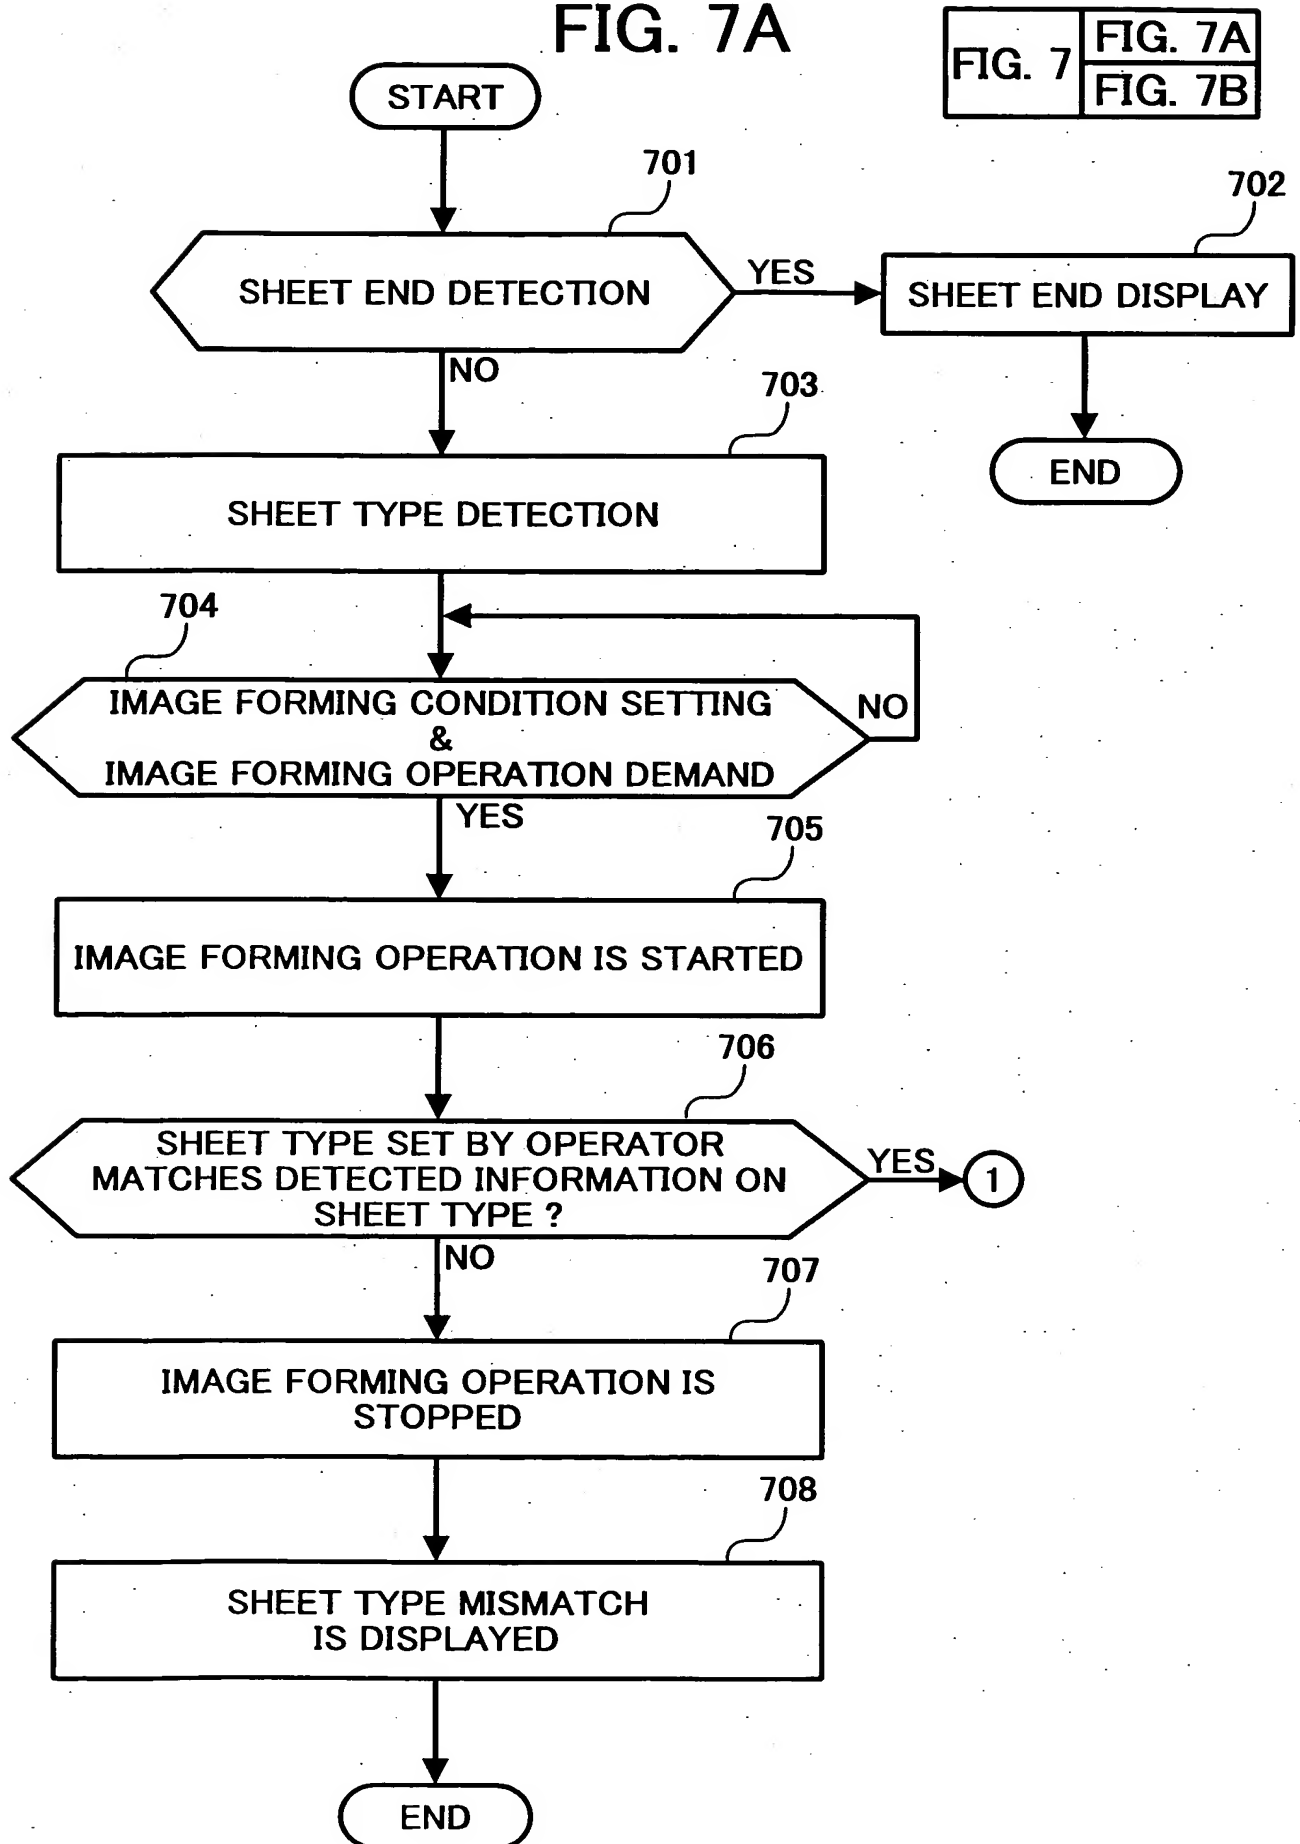 FIG. 7A
FIG. 7
FIG. 7A
FIG. 7B
START
701
702
SHEET END DETECTION
YES
SHEET END DISPLAY
NO
END
703
SHEET TYPE DETECTION
704
IMAGE FORMING CONDITION SETTING
&
IMAGE FORMING OPERATION DEMAND
NO
YES
705
IMAGE FORMING OPERATION IS STARTED
706
SHEET TYPE SET BY OPERATOR
MATCHES DETECTED INFORMATION ON
SHEET TYPE ?
YES
1
NO
707
IMAGE FORMING OPERATION IS
STOPPED
708
SHEET TYPE MISMATCH
IS DISPLAYED
END